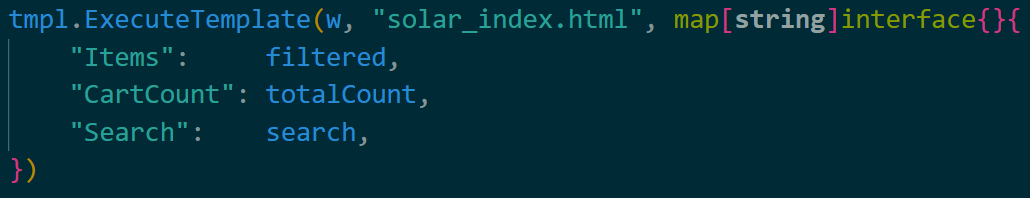 tmpl.ExecuteTemplate(w, "solar_index.html", map[string]interface{}{
    "Items":     filtered,
    "CartCount": totalCount,
    "Search":    search,
})